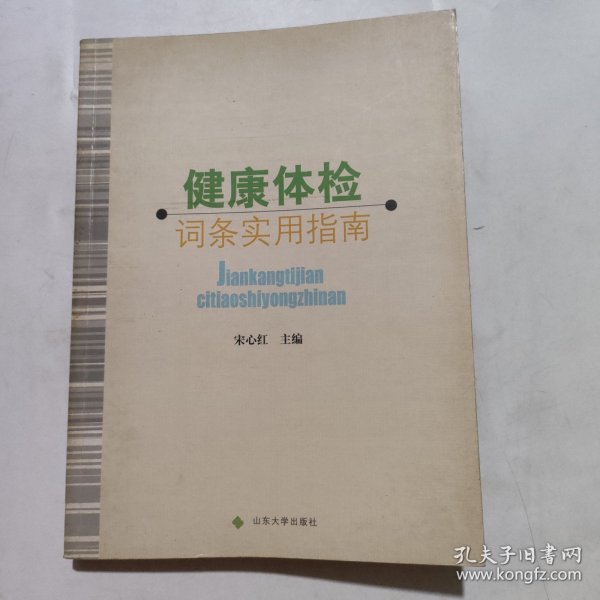 健康体检
词条实用指南
Jiankangtijian
citiaoshiyongzhinan
宋心红 主编
山东大学出版社
孔夫子旧书网
www.kongfz.com